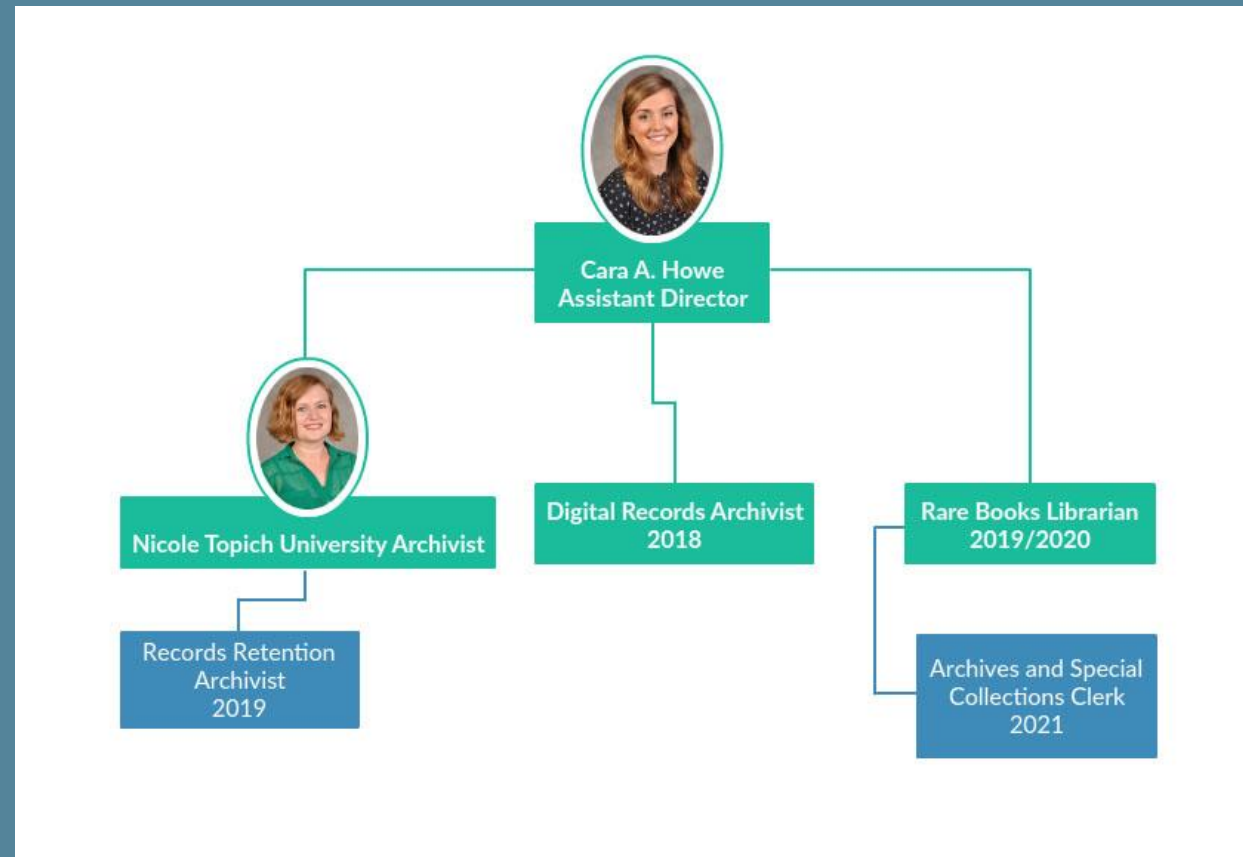 Cara A. Howe
Assistant Director
Nicole Topich University Archivist
Digital Records Archivist
2018
Rare Books Librarian
2019/2020
Records Retention
Archivist
2019
Archives and Special
Collections Clerk
2021